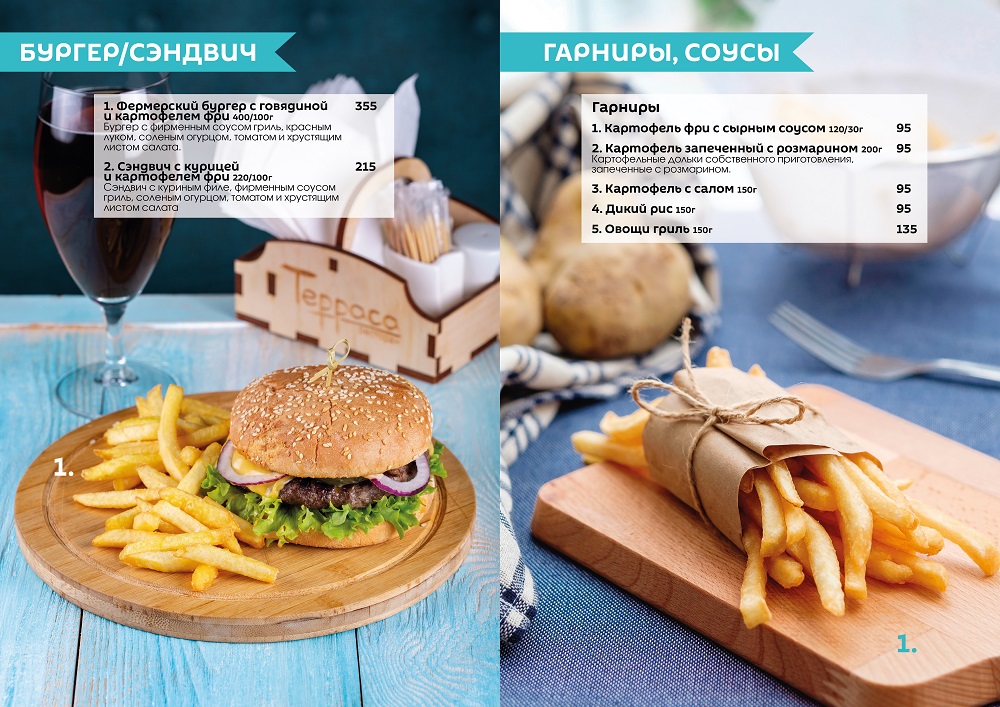 БУРГЕР/СЭНДВИЧ
1. Фермерский бургер с говядиной 355
и картофелем фри 400/100г
Бургер с фирменным соусом гриль, красным
луком, соленым огурцом, томатом и хрустящим
листом салата.
2. Сэндвич с курицей 215
и картофелем фри 220/100г
Сэндвич с куриным филе, фирменным соусом
гриль, соленым огурцом, томатом и хрустящим
листом салата
Терраса
1.
ГАРНИРЫ, СОУСЫ
Гарниры
1. Картофель фри с сырным соусом 120/30г 95
2. Картофель запеченный с розмарином 200г 95
Картофельные дольки собственного приготовления,
запеченные с розмарином.
3. Картофель с салом 150г 95
4. Дикий рис 150г 95
5. Овощи гриль 150г 135
1.